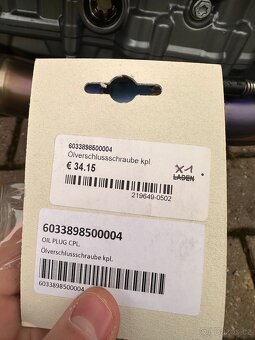 6033898500004
Ölverschlussschraube kpl.
€ 34.15
x1
LADEN
219649-0502
6033898500004
OIL PLUG CPL.
Ölverschlussschraube kpl.
6033898500004